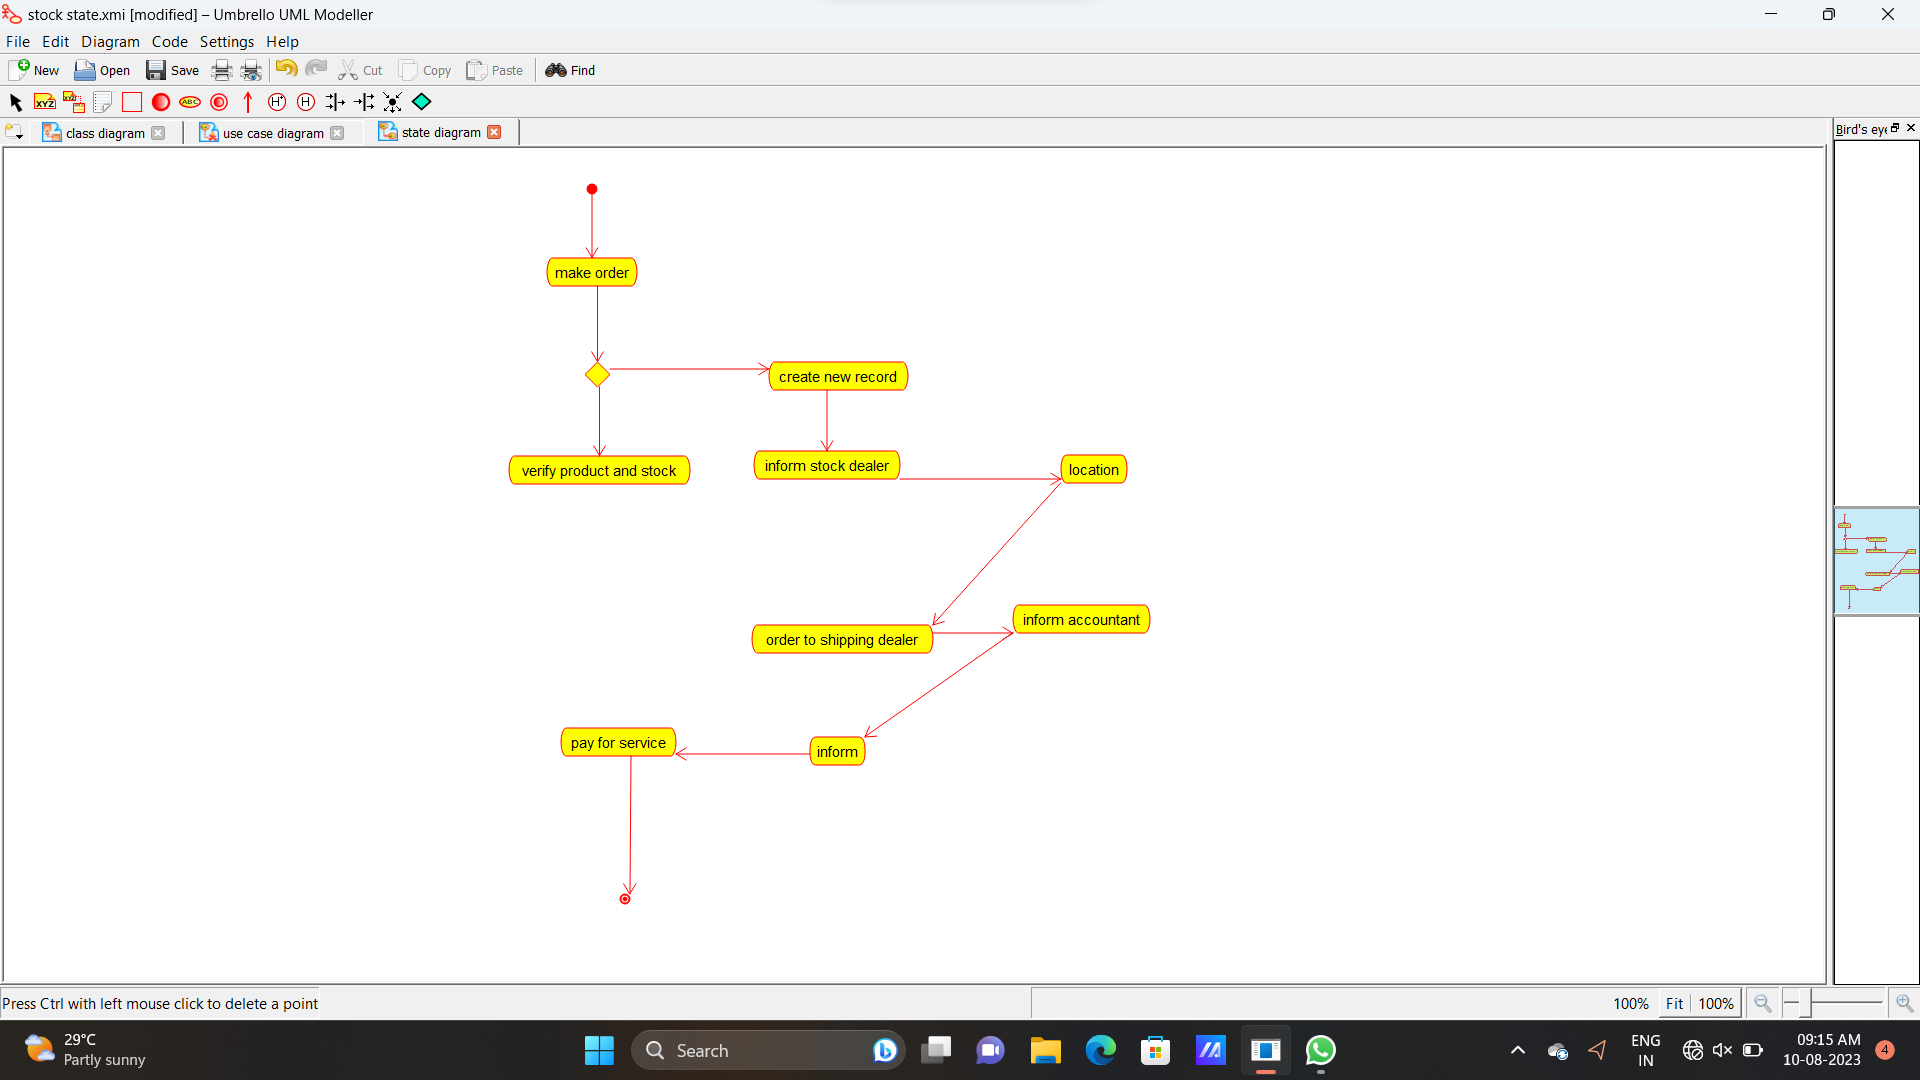 stock state.xmi [modified] – Umbrello UML Modeller
File Edit Diagram Code Settings Help
New Open Save Cut Copy Paste Find
XYZ XYZ ABC H* H
class diagram use case diagram state diagram
Bird's eye
make order
create new record
verify product and stock
inform stock dealer
location
order to shipping dealer
inform accountant
pay for service
inform
Press Ctrl with left mouse click to delete a point
100% Fit 100%
29°C
Partly sunny
Search
ENG
IN
09:15 AM
10-08-2023
4